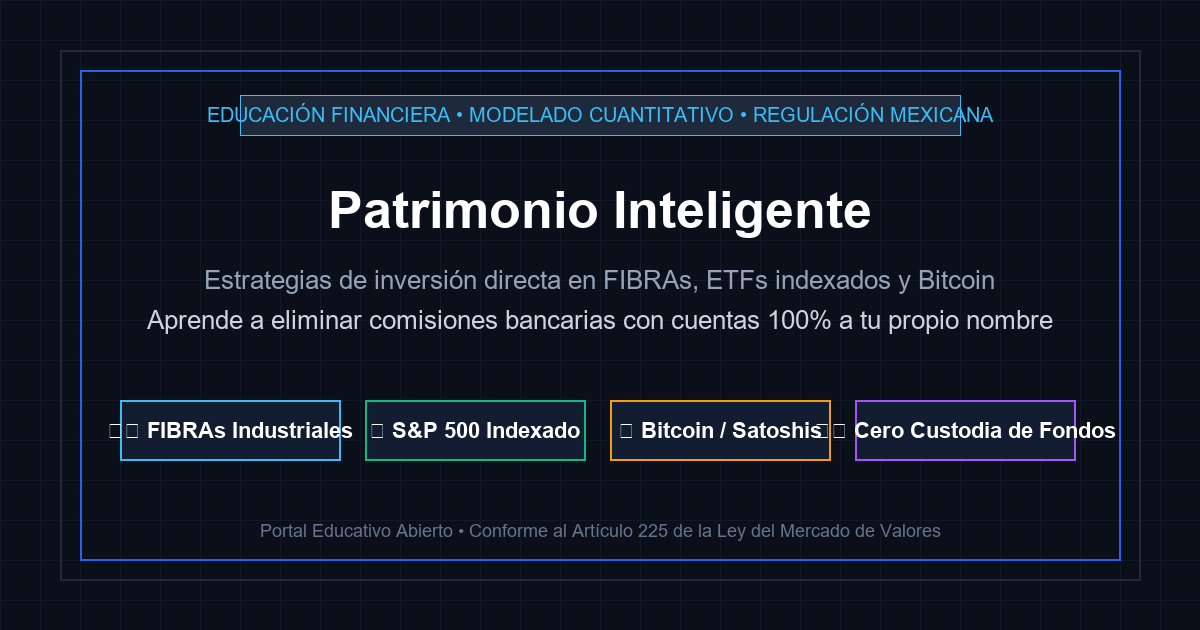 EDUCACIÓN FINANCIERA • MODELADO CUANTITATIVO • REGULACIÓN MEXICANA
Patrimonio Inteligente
Estrategias de inversión directa en FIBRAs, ETFs indexados y Bitcoin
Aprende a eliminar comisiones bancarias con cuentas 100% a tu propio nombre
FIBRAs Industriales
S&P 500 Indexado
Bitcoin / Satoshis
Cero Custodia de Fondos
Portal Educativo Abierto • Conforme al Artículo 225 de la Ley del Mercado de Valores